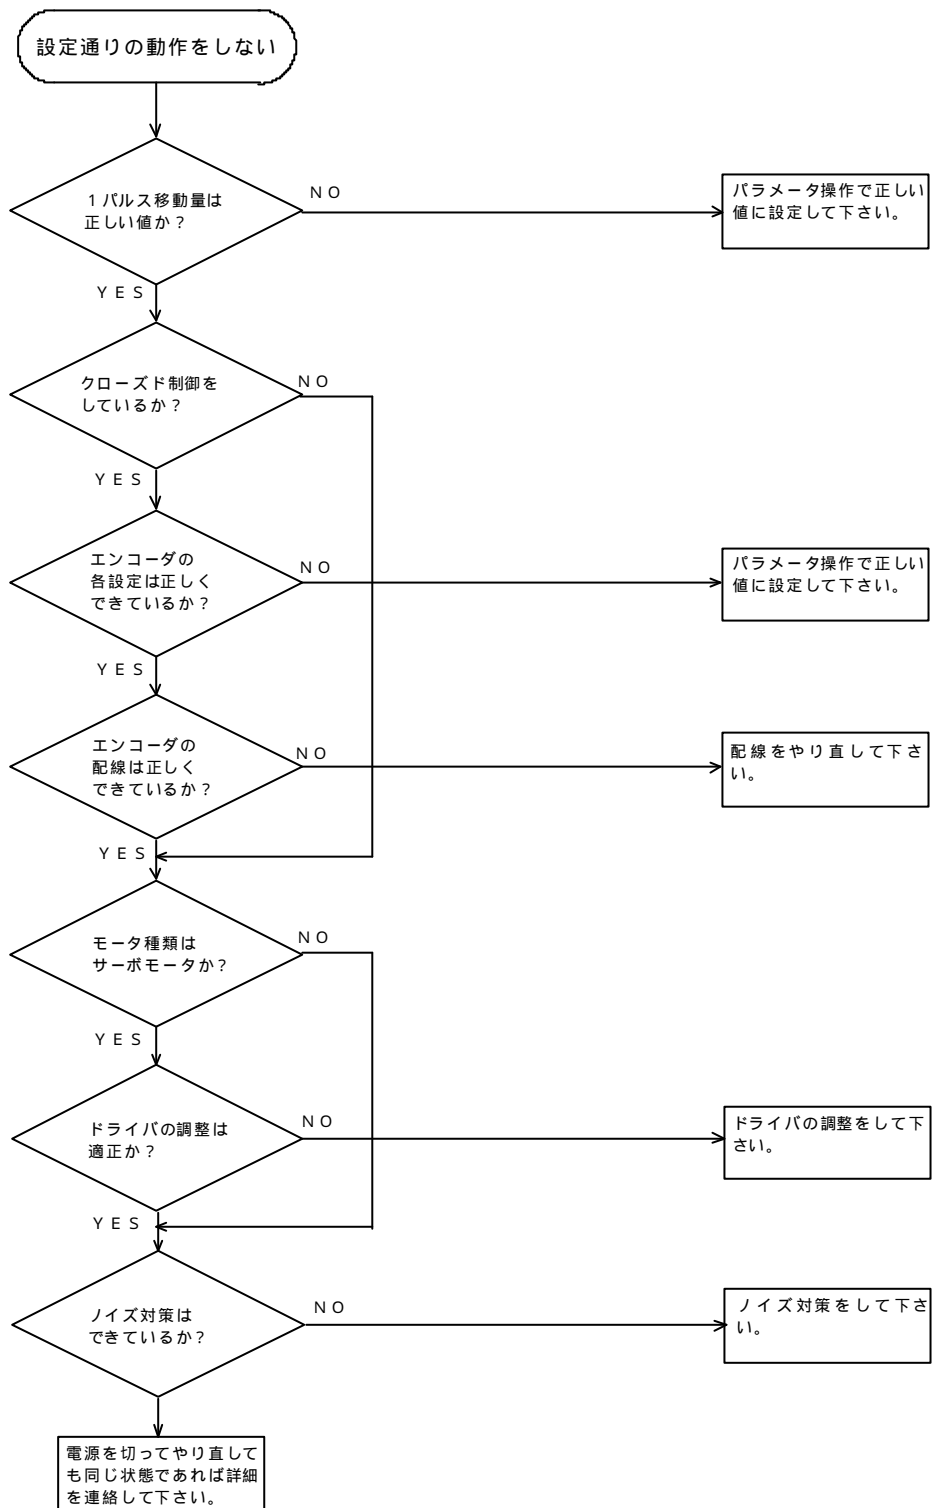 設定通りの動作をしない
１パルス移動量は
正しい値か？
ＮＯ
パラメータ操作で正しい
値に設定して下さい。
ＹＥＳ
クローズド制御を
しているか？
ＮＯ
ＹＥＳ
エンコーダの
各設定は正しく
できているか？
ＮＯ
パラメータ操作で正しい
値に設定して下さい。
ＹＥＳ
エンコーダの
配線は正しく
できているか？
ＮＯ
配線をやり直して下さ
い。
ＹＥＳ
モータ種類は
サーボモータか？
ＮＯ
ＹＥＳ
ドライバの調整は
適正か？
ＮＯ
ドライバの調整をして下
さい。
ＹＥＳ
ノイズ対策は
できているか？
ＮＯ
ノイズ対策をして下さ
い。
電源を切ってやり直して
も同じ状態であれば詳細
を連絡して下さい。